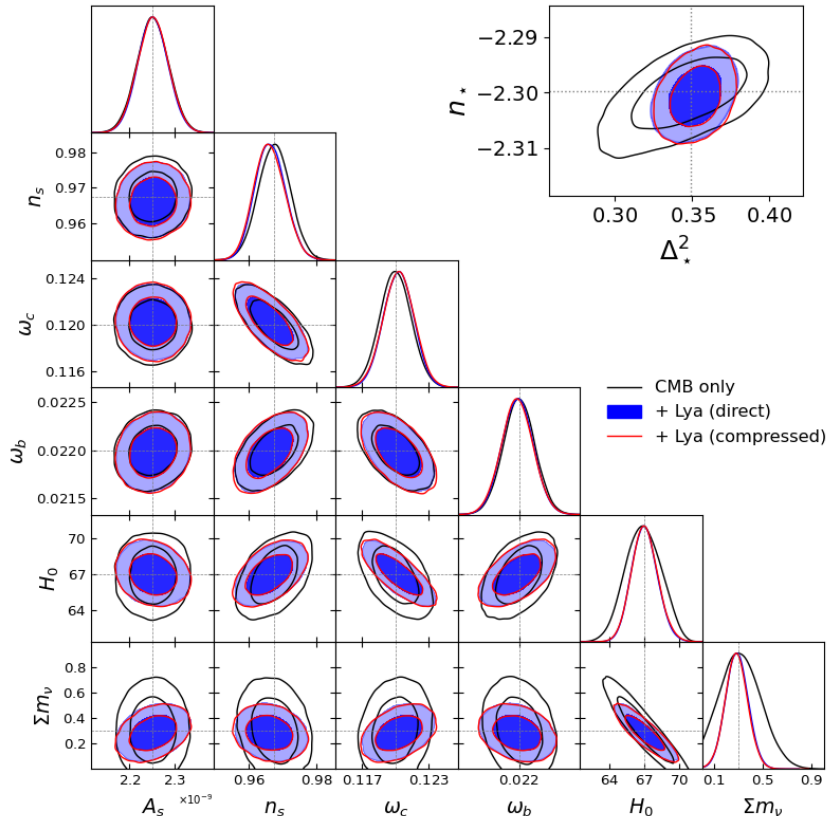 −2.29
−2.30
−2.31
n⋆
0.30 0.35 0.40
Δ²⋆
0.98
0.97
0.96
n_s
0.124
0.120
0.116
ω_c
CMB only
+ Lya (direct)
+ Lya (compressed)
0.0225
0.0220
0.0215
ω_b
70
67
64
H₀
0.8
0.6
0.4
0.2
Σm_ν
2.2 2.3 0.96 0.98 0.117 0.123 0.022 64 67 70 0.1 0.5 0.9
A_s ×10⁻⁹ n_s ω_c ω_b H₀ Σm_ν